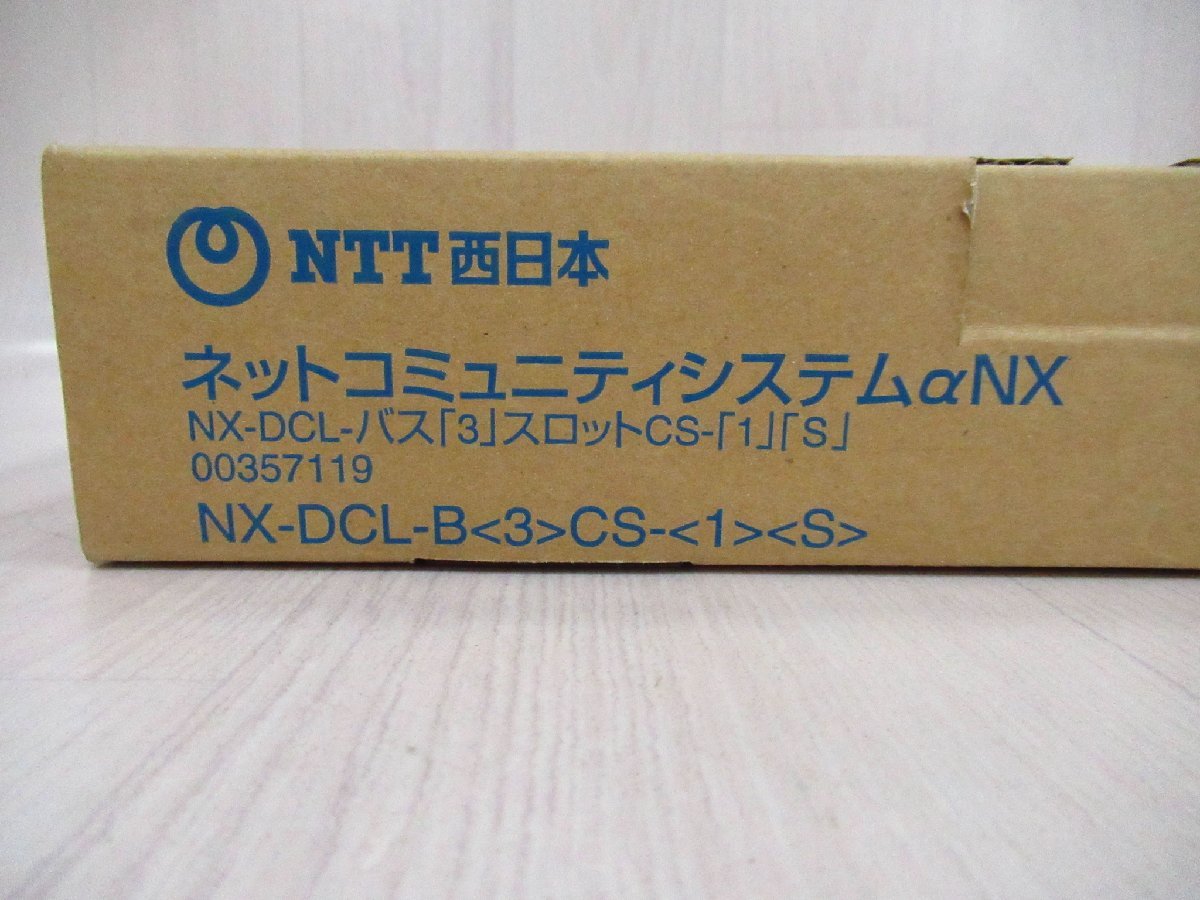 NTT西日本
ネットコミュニティシステムαNX
NX-DCL-バス「3」スロットCS-「1」「S」
00357119
NX-DCL-B<3>CS-<1><S>